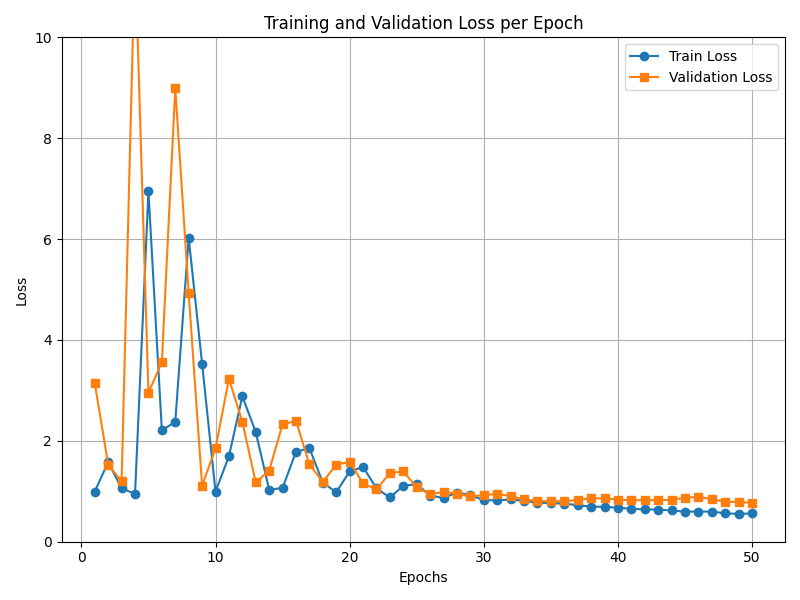 Training and Validation Loss per Epoch
Train Loss
Validation Loss
10
8
6
4
2
0
Loss
0 10 20 30 40 50
Epochs